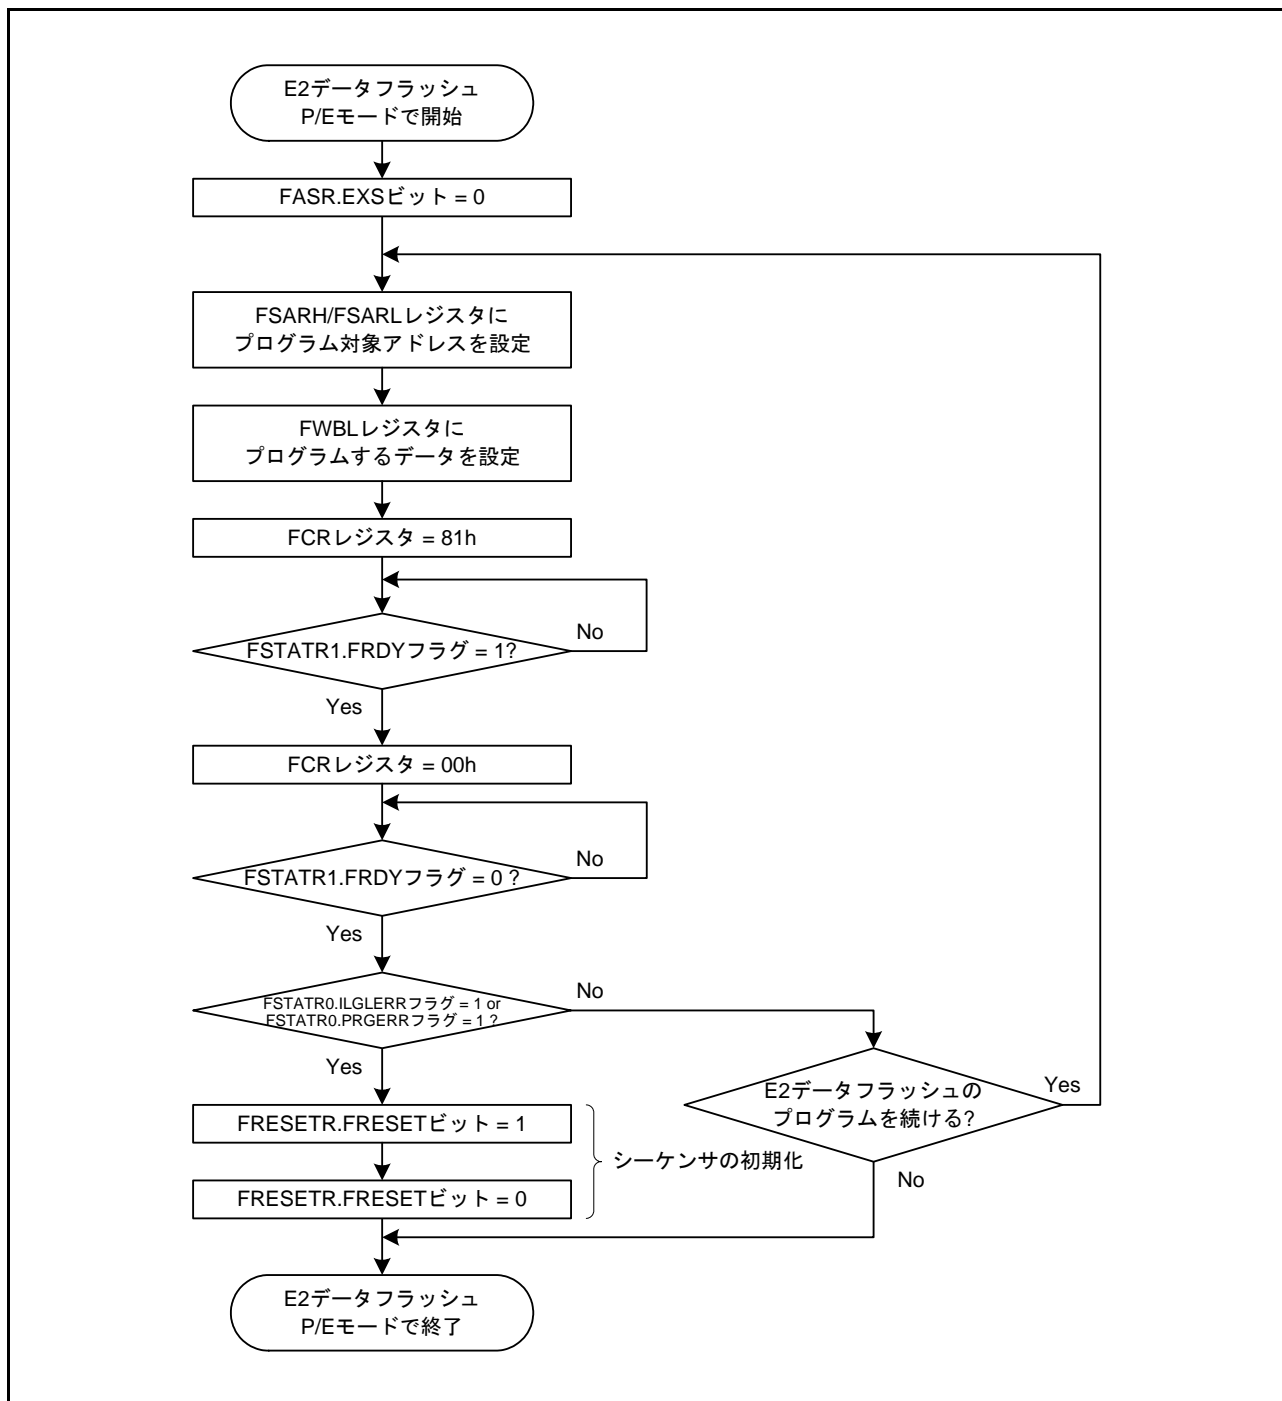 E2データフラッシュ
P/Eモードで開始
FASR.EXSビット = 0
FSARH/FSARLレジスタに
プログラム対象アドレスを設定
FWBLレジスタに
プログラムするデータを設定
FCRレジスタ = 81h
FSTATR1.FRDYフラグ = 1?
No
Yes
FCRレジスタ = 00h
FSTATR1.FRDYフラグ = 0 ?
No
Yes
FSTATR0.ILGLERRフラグ = 1 or
FSTATR0.PRGERRフラグ = 1 ?
No
Yes
E2データフラッシュの
プログラムを続ける?
Yes
No
FRESETR.FRESETビット = 1
シーケンサの初期化
FRESETR.FRESETビット = 0
E2データフラッシュ
P/Eモードで終了